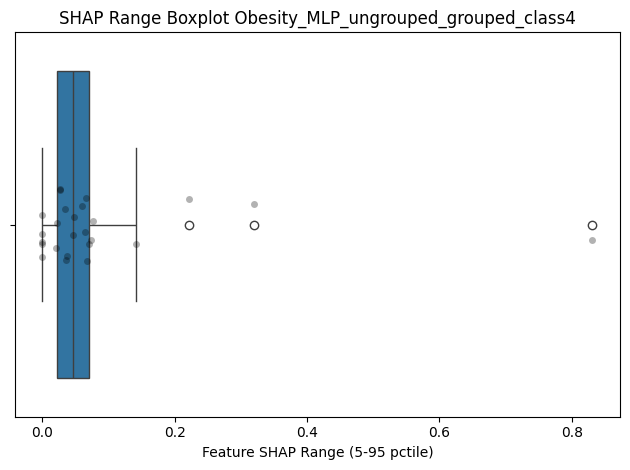 SHAP Range Boxplot Obesity_MLP_ungrouped_grouped_class4
0.0 0.2 0.4 0.6 0.8
Feature SHAP Range (5-95 pctile)